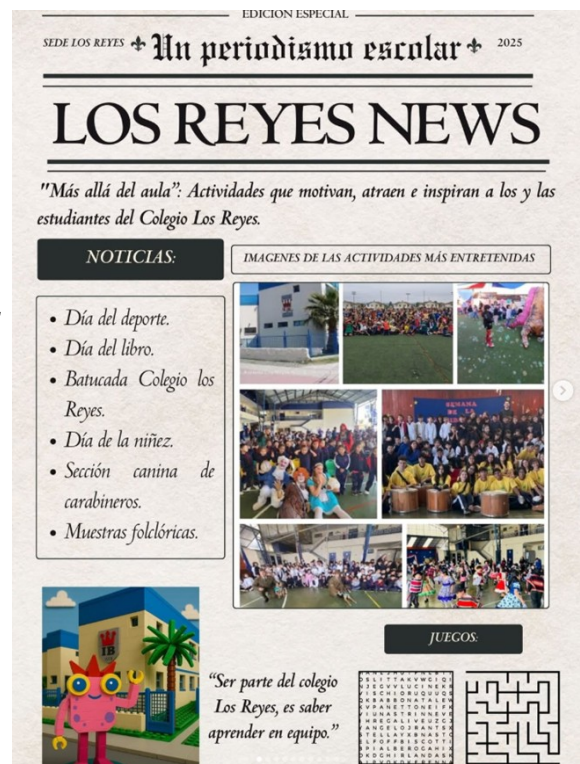 EDICION ESPECIAL
SEDE LOS REYES
Un periodismo escolar
2025
LOS REYES NEWS
"Más allá del aula”: Actividades que motivan, atraen e inspiran a los y las
estudiantes del Colegio Los Reyes.
NOTICIAS:
IMAGENES DE LAS ACTIVIDADES MÁS ENTRETENIDAS
• Día del deporte.
• Día del libro.
• Batucada Colegio los
Reyes.
• Día de la niñez.
• Sección canina de
carabineros.
• Muestras folclóricas.
SEMANA
DE LA
IB
JUEGOS:
“Ser parte del colegio
Los Reyes, es saber
aprender en equipo.”